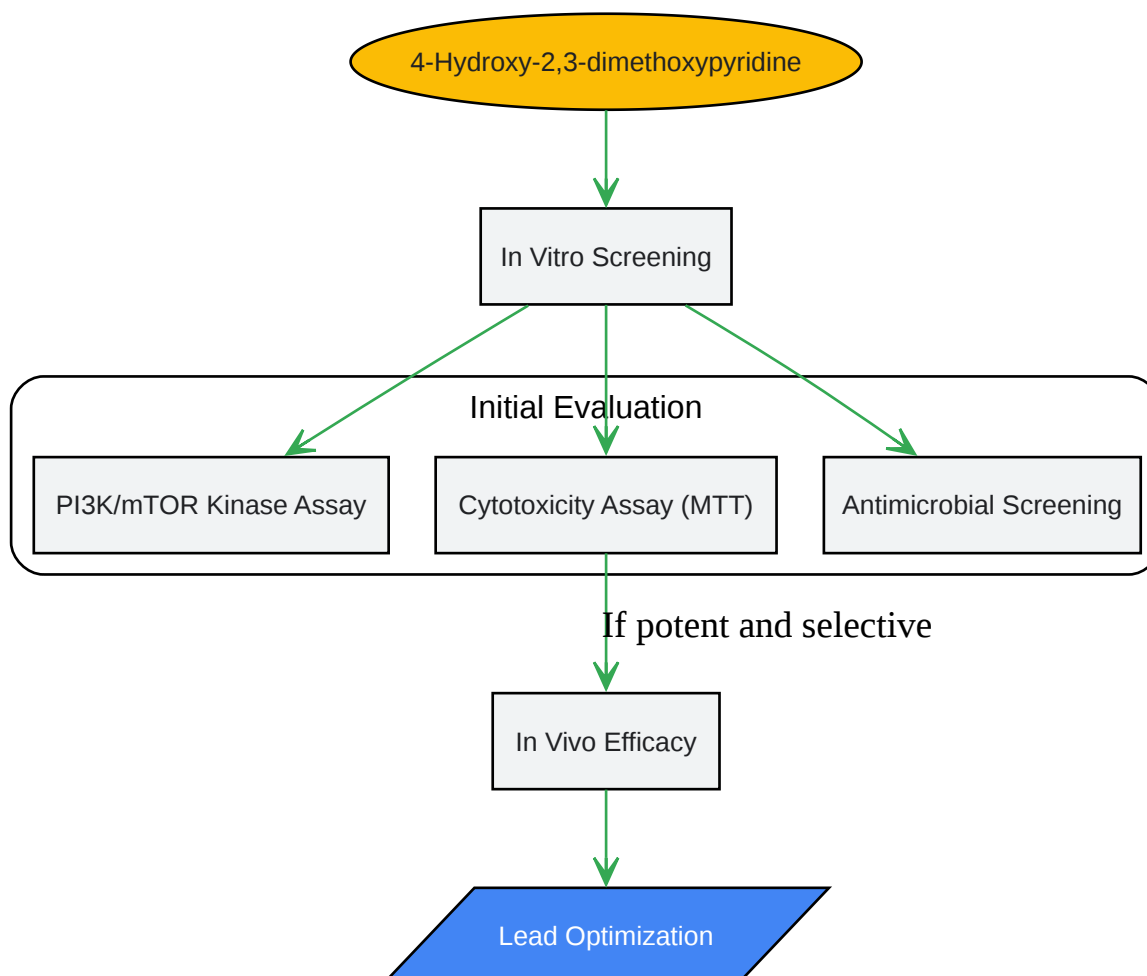 4-Hydroxy-2,3-dimethoxypyridine
In Vitro Screening
Initial Evaluation
PI3K/mTOR Kinase Assay
Cytotoxicity Assay (MTT)
Antimicrobial Screening
If potent and selective
In Vivo Efficacy
Lead Optimization